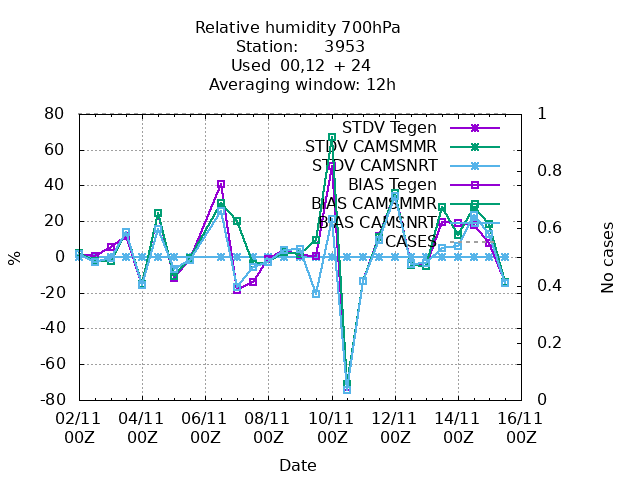 Relative humidity 700hPa
Station: 3953
Used 00,12 + 24
Averaging window: 12h
80
60
40
20
0
-20
-40
-60
-80
%
1
0.8
0.6
0.4
0.2
0
No cases
STDV Tegen
STDV CAMSMMR
STDV CAMSNRT
BIAS Tegen
BIAS CAMSMMR
BIAS CAMSNRT
CASES
02/11 04/11 06/11 08/11 10/11 12/11 14/11 16/11
00Z 00Z 00Z 00Z 00Z 00Z 00Z 00Z
Date